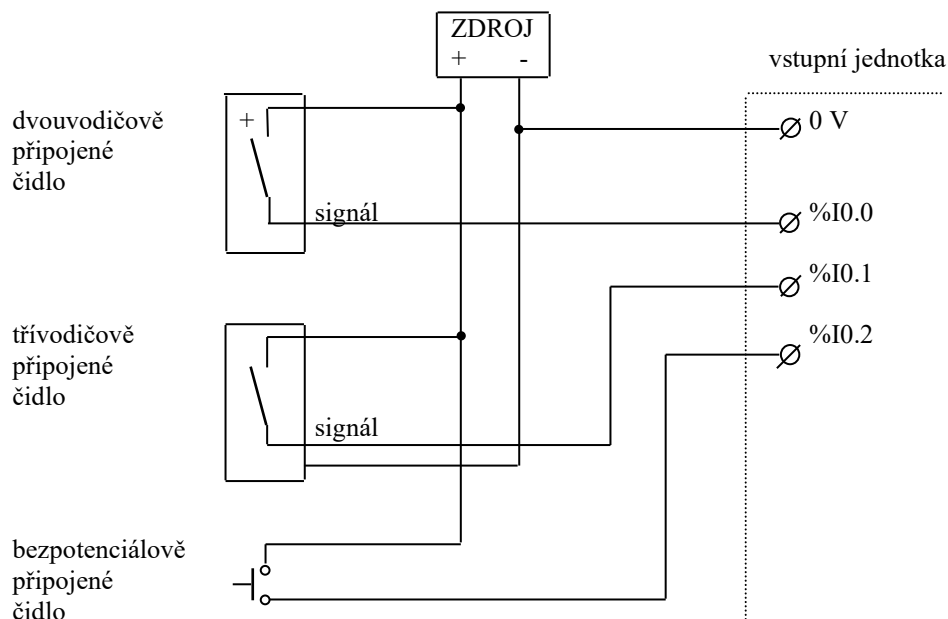 ZDROJ
+ -
vstupní jednotka
dvouvodičově
připojené
čidlo
+
0 V
signál
%I0.0
%I0.1
třívodičově
připojené
čidlo
%I0.2
signál
bezpotenciálově
připojené
čidlo